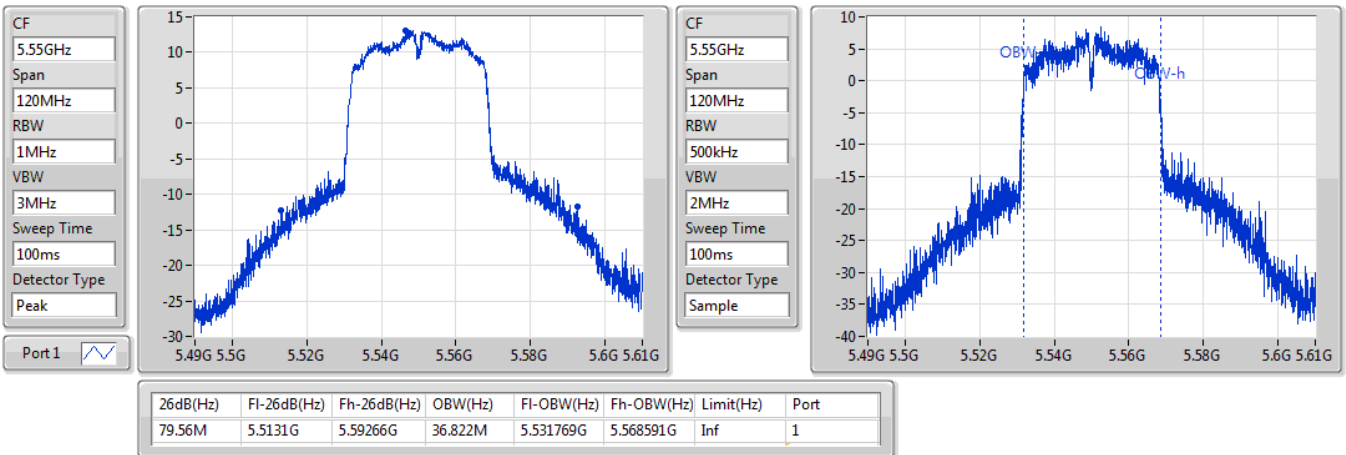 CF
5.55GHz
Span
120MHz
RBW
1MHz
VBW
3MHz
Sweep Time
100ms
Detector Type
Peak
Port 1
15
10
5
0
-5
-10
-15
-20
-25
-30
5.49G 5.5G 5.52G 5.54G 5.56G 5.58G 5.6G 5.61G
CF
5.55GHz
Span
120MHz
RBW
500kHz
VBW
2MHz
Sweep Time
100ms
Detector Type
Sample
10
5
0
-5
-10
-15
-20
-25
-30
-35
-40
OBW
OBW-h
5.49G 5.5G 5.52G 5.54G 5.56G 5.58G 5.6G 5.61G
26dB(Hz) Fl-26dB(Hz) Fh-26dB(Hz) OBW(Hz) Fl-OBW(Hz) Fh-OBW(Hz) Limit(Hz) Port
79.56M 5.5131G 5.59266G 36.822M 5.531769G 5.568591G Inf 1